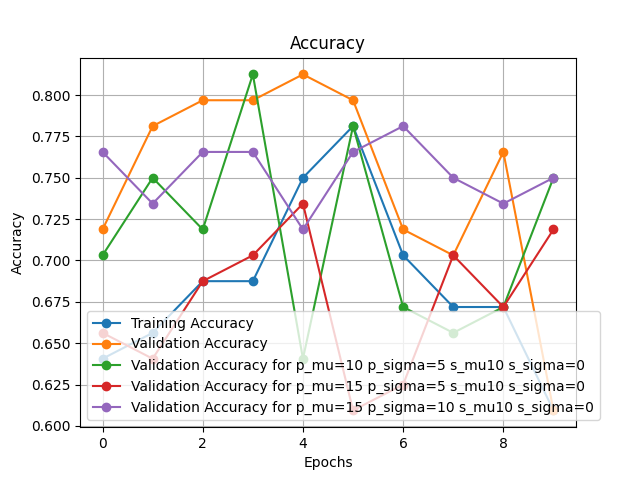 Accuracy
0.800
0.775
0.750
0.725
0.700
0.675
0.650
0.625
0.600
Accuracy
Training Accuracy
Validation Accuracy
Validation Accuracy for p_mu=10 p_sigma=5 s_mu10 s_sigma=0
Validation Accuracy for p_mu=15 p_sigma=5 s_mu10 s_sigma=0
Validation Accuracy for p_mu=15 p_sigma=10 s_mu10 s_sigma=0
0 2 4 6 8
Epochs